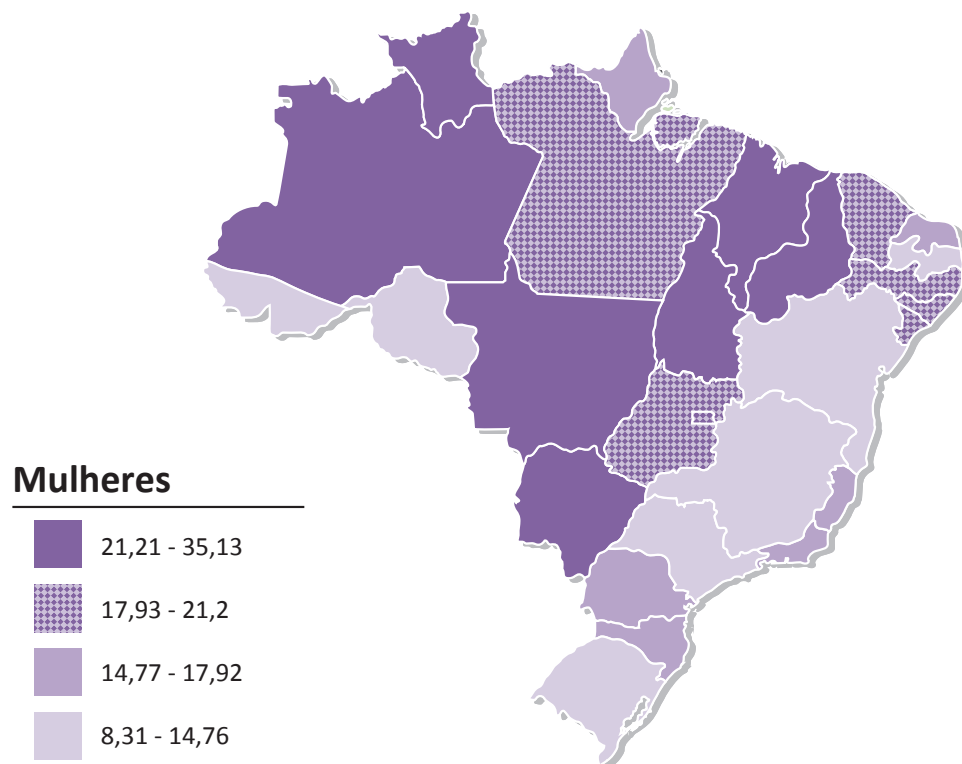 Mulheres
21,21 - 35,13
17,93 - 21,2
14,77 - 17,92
8,31 - 14,76